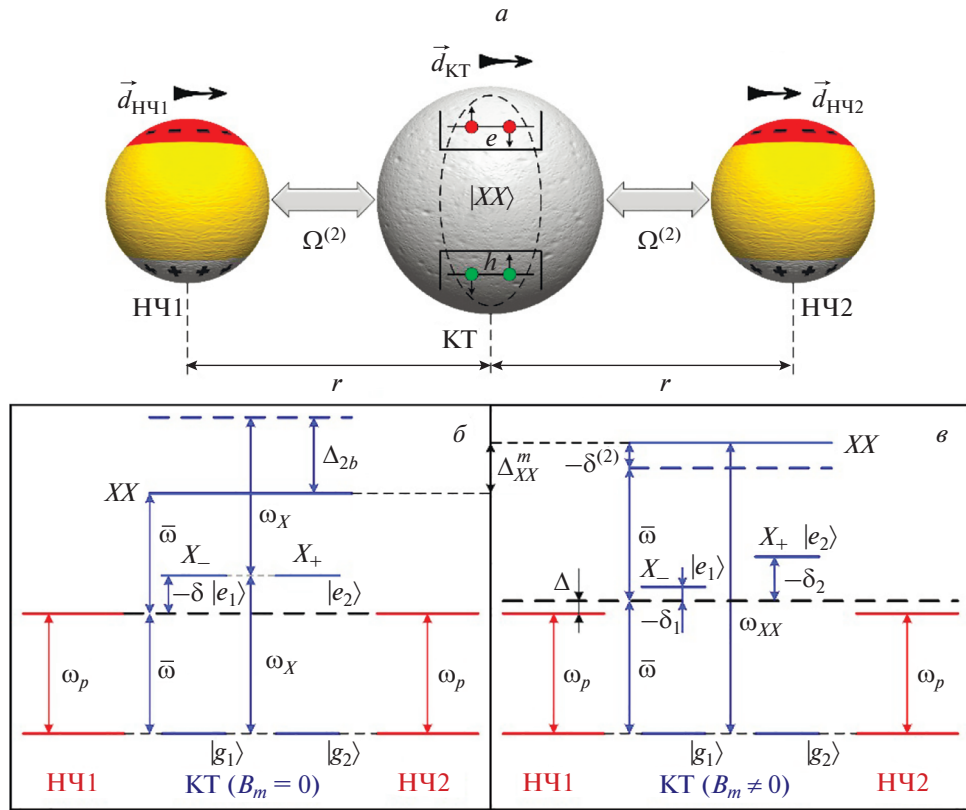 а
d⃗НЧ1
d⃗КТ
d⃗НЧ2
e
|XX⟩
Ω(2)
Ω(2)
h
НЧ1
КТ
НЧ2
r
r
б
Δ2b
XX
ω̄
ωX
X−
X+
−δ
|e1⟩
|e2⟩
ωp
ω̄
ωX
ωp
|g1⟩
|g2⟩
НЧ1
КТ (Bm = 0)
НЧ2
в
ΔmXX
−δ(2)
XX
ω̄
X+
|e2⟩
X−
|e1⟩
Δ
−δ2
−δ1
ωXX
ωp
ω̄
ωp
|g1⟩
|g2⟩
НЧ1
КТ (Bm ≠ 0)
НЧ2